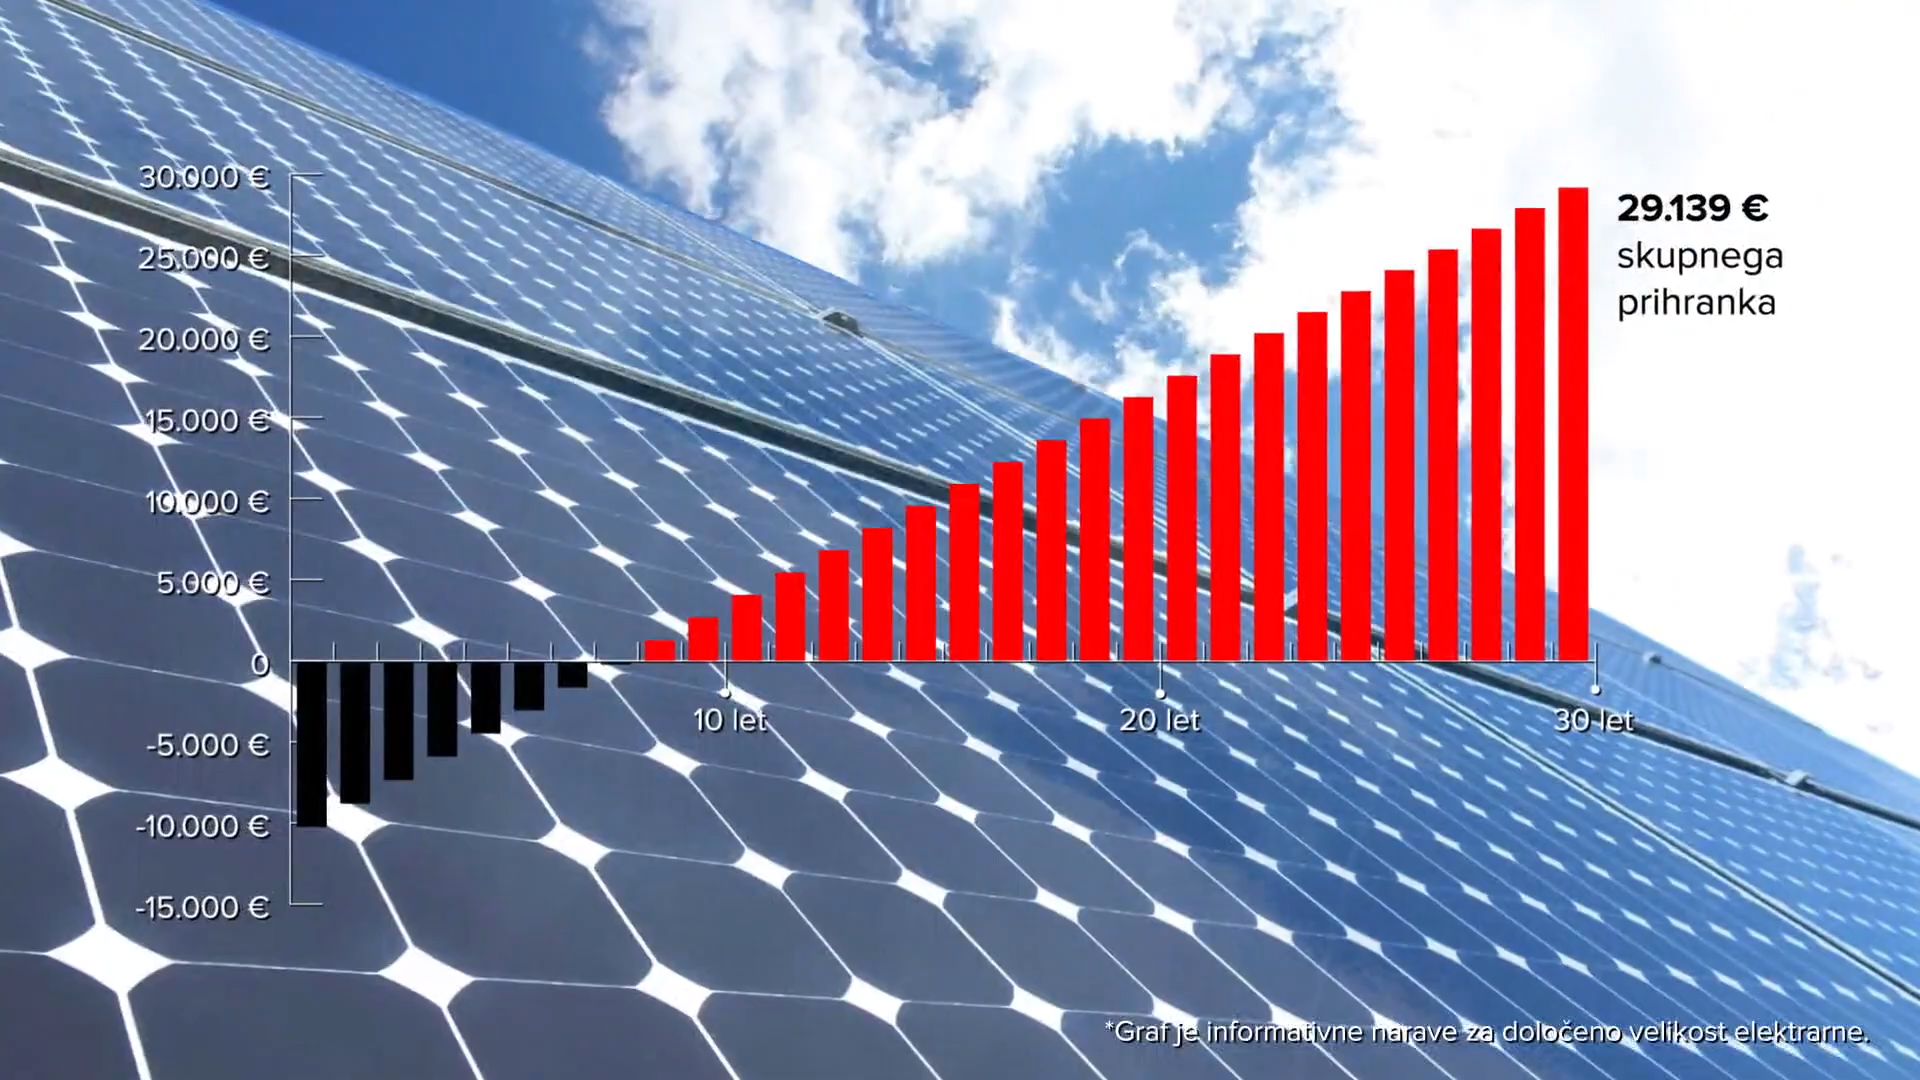 30.000 €
25.000 €
20.000 €
15.000 €
10.000 €
5.000 €
0
-5.000 €
-10.000 €
-15.000 €
10 let
20 let
30 let
29.139 €
skupnega
prihranka
*Graf je informativne narave za določeno velikost elektrarne.